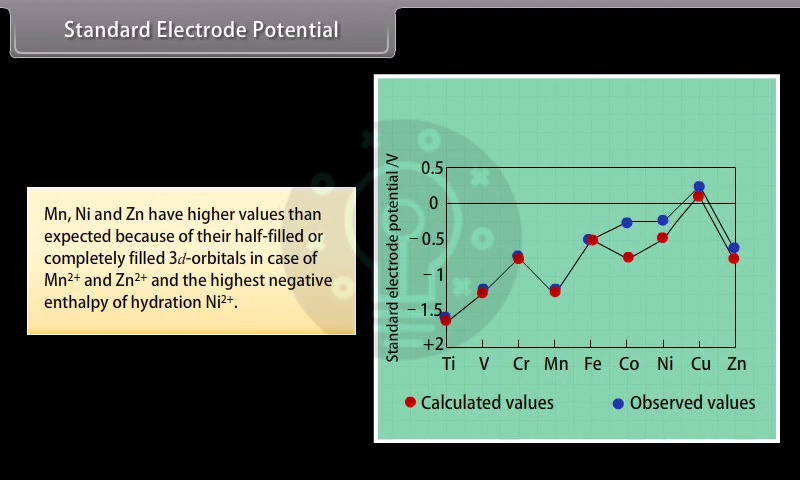 Standard Electrode Potential
Mn, Ni and Zn have higher values than
expected because of their half-filled or
completely filled 3d-orbitals in case of
Mn²⁺ and Zn²⁺ and the highest negative
enthalpy of hydration Ni²⁺.
Standard electrode potential /V
0.5
0
−0.5
−1
−1.5
+2
Ti V Cr Mn Fe Co Ni Cu Zn
Calculated values Observed values